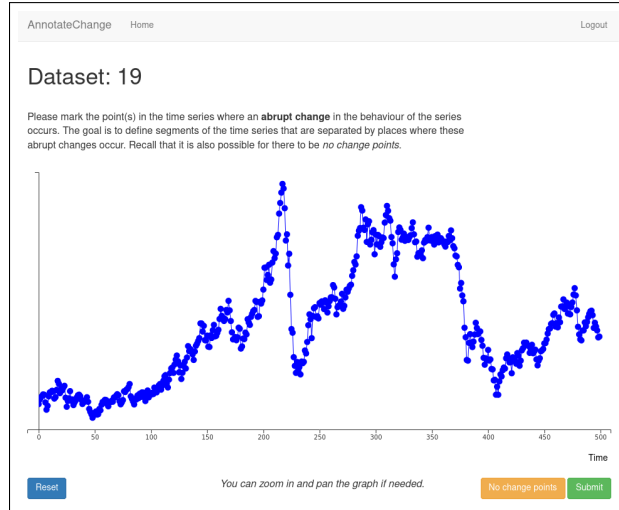 AnnotateChange Home Logout
Dataset: 19
Please mark the point(s) in the time series where an abrupt change in the behaviour of the series
occurs. The goal is to define segments of the time series that are separated by places where these
abrupt changes occur. Recall that it is also possible for there to be no change points.
0 50 100 150 200 250 300 350 400 450 500
Time
Reset You can zoom in and pan the graph if needed. No change points Submit